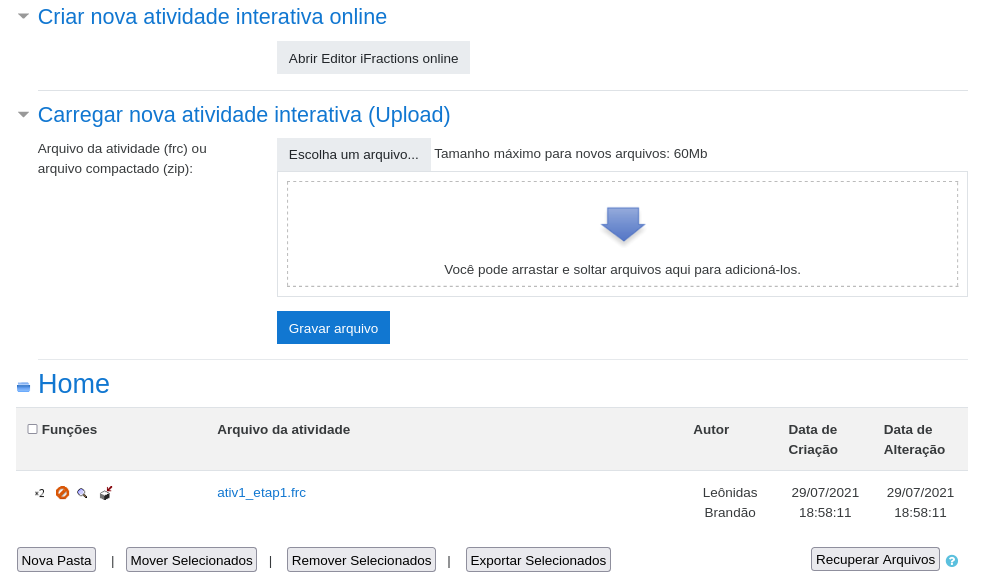 Criar nova atividade interativa online
Abrir Editor iFractions online
Carregar nova atividade interativa (Upload)
Arquivo da atividade (frc) ou
arquivo compactado (zip):
Escolha um arquivo... Tamanho máximo para novos arquivos: 60Mb
Você pode arrastar e soltar arquivos aqui para adicioná-los.
Gravar arquivo
Home
Funções Arquivo da atividade Autor Data de Criação Data de Alteração
×2 ativ1_etap1.frc Leônidas Brandão 29/07/2021 18:58:11 29/07/2021 18:58:11
Nova Pasta | Mover Selecionados | Remover Selecionados | Exportar Selecionados Recuperar Arquivos ?